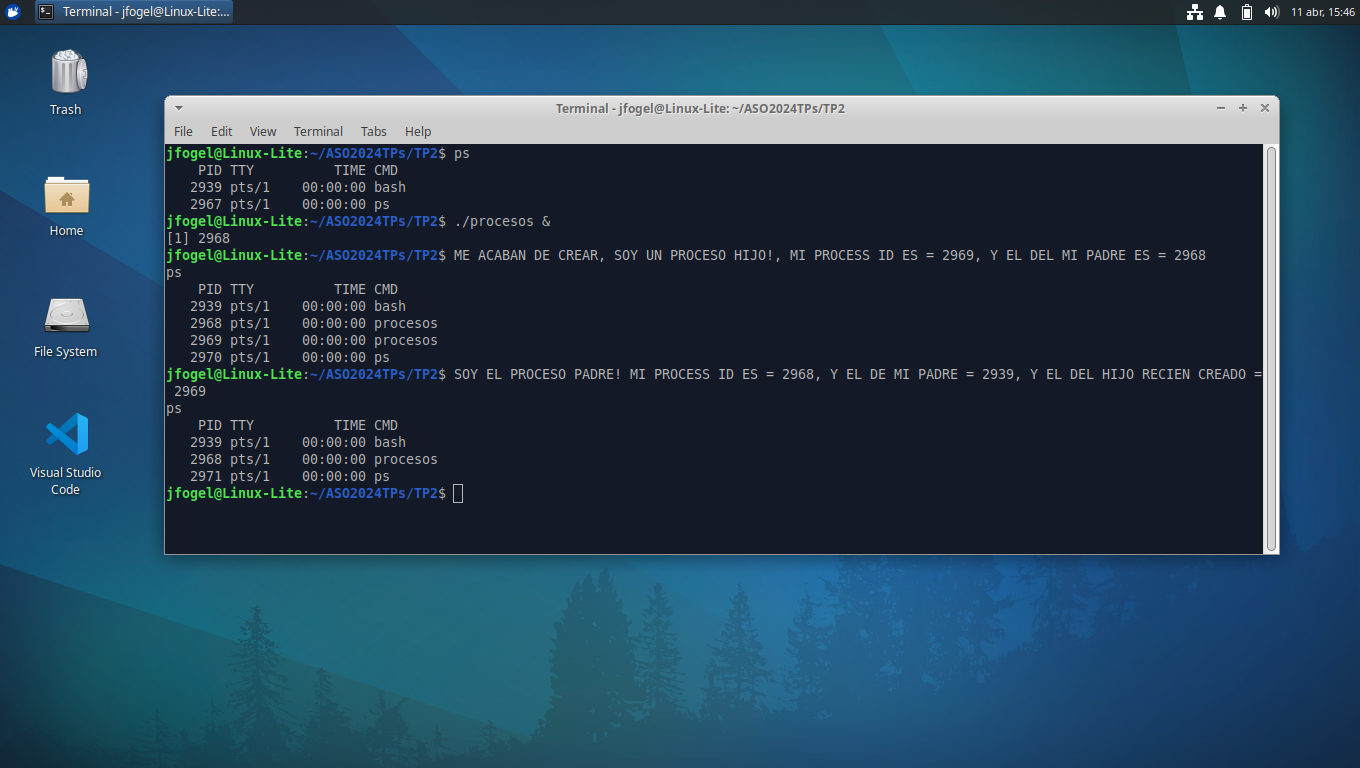 Terminal - jfogel@Linux-Lite:...
11 abr, 15:46
Trash
Home
File System
Visual Studio
Code
Terminal - jfogel@Linux-Lite: ~/ASO2024TPs/TP2
File Edit View Terminal Tabs Help
jfogel@Linux-Lite:~/ASO2024TPs/TP2$ ps
PID TTY TIME CMD
2939 pts/1 00:00:00 bash
2967 pts/1 00:00:00 ps
jfogel@Linux-Lite:~/ASO2024TPs/TP2$ ./procesos &
[1] 2968
jfogel@Linux-Lite:~/ASO2024TPs/TP2$ ME ACABAN DE CREAR, SOY UN PROCESO HIJO!, MI PROCESS ID ES = 2969, Y EL DEL MI PADRE ES = 2968
ps
PID TTY TIME CMD
2939 pts/1 00:00:00 bash
2968 pts/1 00:00:00 procesos
2969 pts/1 00:00:00 procesos
2970 pts/1 00:00:00 ps
jfogel@Linux-Lite:~/ASO2024TPs/TP2$ SOY EL PROCESO PADRE! MI PROCESS ID ES = 2968, Y EL DE MI PADRE = 2939, Y EL DEL HIJO RECIEN CREADO =
2969
ps
PID TTY TIME CMD
2939 pts/1 00:00:00 bash
2968 pts/1 00:00:00 procesos
2971 pts/1 00:00:00 ps
jfogel@Linux-Lite:~/ASO2024TPs/TP2$